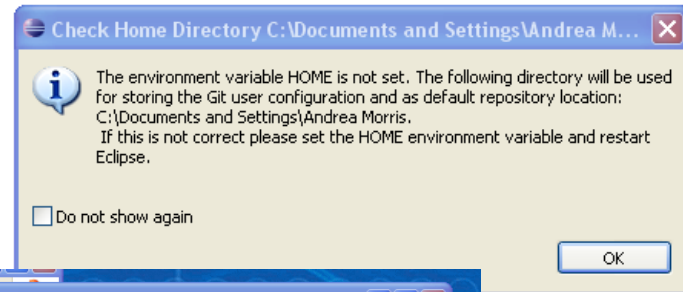 Check Home Directory C:\Documents and Settings\Andrea M...
The environment variable HOME is not set. The following directory will be used
for storing the Git user configuration and as default repository location:
C:\Documents and Settings\Andrea Morris.
If this is not correct please set the HOME environment variable and restart
Eclipse.
Do not show again
OK